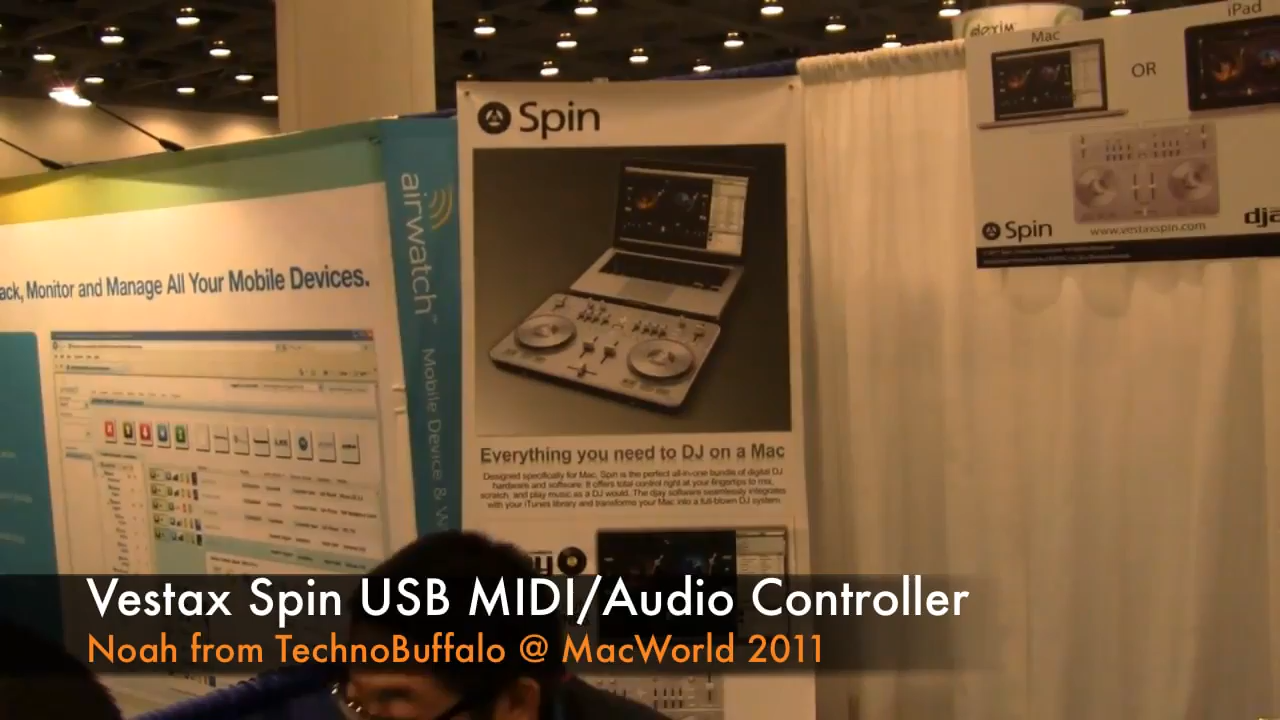 dexim
iPad
Mac
OR
Spin
airwatch™
ack, Monitor and Manage All Your Mobile Devices.
Mobile Device & W
Spin
www.vestaxspin.com
djay
Everything you need to DJ on a Mac
Designed specifically for Mac, Spin is the perfect all-in-one bundle of digital DJ
hardware and software. It offers total control right at your fingertips to mix,
scratch, and play music as a DJ would. The djay software seamlessly integrates
with your iTunes library and transforms your Mac into a full-blown DJ system.
Vestax Spin USB MIDI/Audio Controller
Noah from TechnoBuffalo @ MacWorld 2011